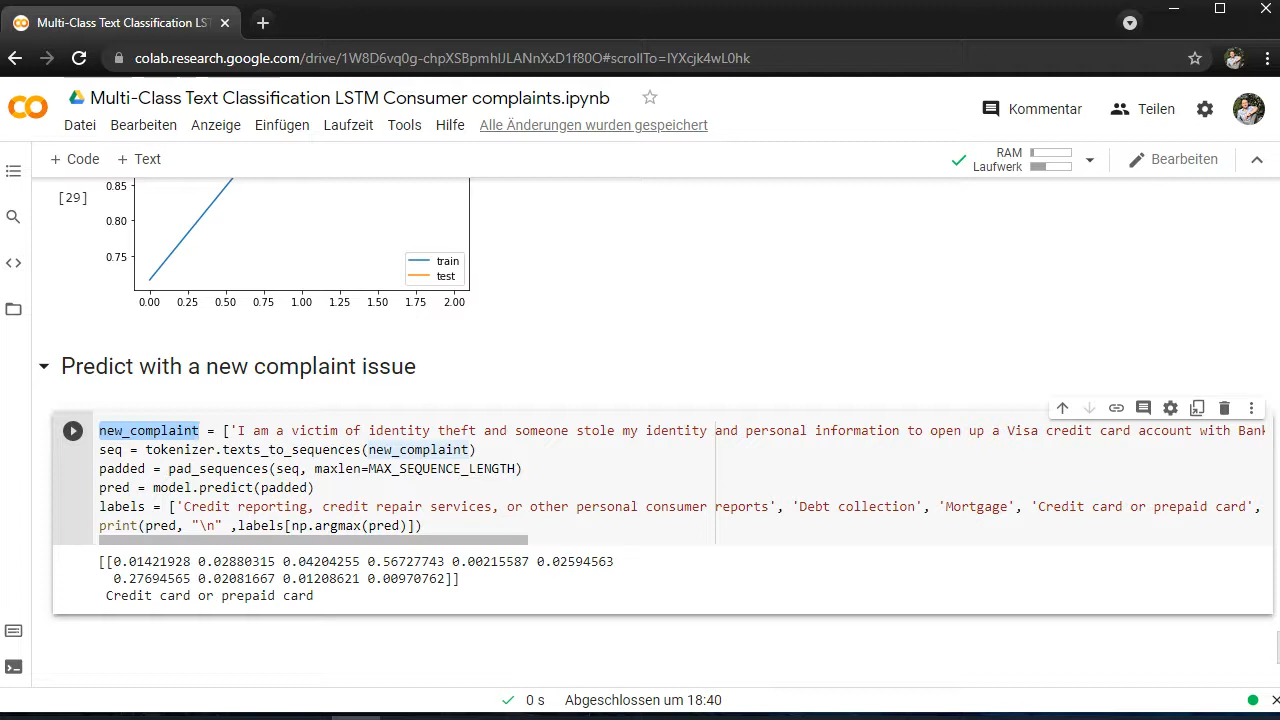 Multi-Class Text Classification LST
colab.research.google.com/drive/1W8D6vq0g-chpXSBpmhIJLANnXxD1f80O#scrollTo=IYXcjk4wL0hk
Multi-Class Text Classification LSTM Consumer complaints.ipynb
Kommentar
Teilen
Datei Bearbeiten Anzeige Einfügen Laufzeit Tools Hilfe Alle Änderungen wurden gespeichert
+ Code + Text
RAM
Laufwerk
Bearbeiten
[29]
0.85
0.80
0.75
train
test
0.00 0.25 0.50 0.75 1.00 1.25 1.50 1.75 2.00
Predict with a new complaint issue
new_complaint = ['I am a victim of identity theft and someone stole my identity and personal information to open up a Visa credit card account with Bank
seq = tokenizer.texts_to_sequences(new_complaint)
padded = pad_sequences(seq, maxlen=MAX_SEQUENCE_LENGTH)
pred = model.predict(padded)
labels = ['Credit reporting, credit repair services, or other personal consumer reports', 'Debt collection', 'Mortgage', 'Credit card or prepaid card',
print(pred, "\n" ,labels[np.argmax(pred)])
[[0.01421928 0.02880315 0.04204255 0.56727743 0.00215587 0.02594563
0.27694565 0.02081667 0.01208621 0.00970762]]
Credit card or prepaid card
0 s Abgeschlossen um 18:40